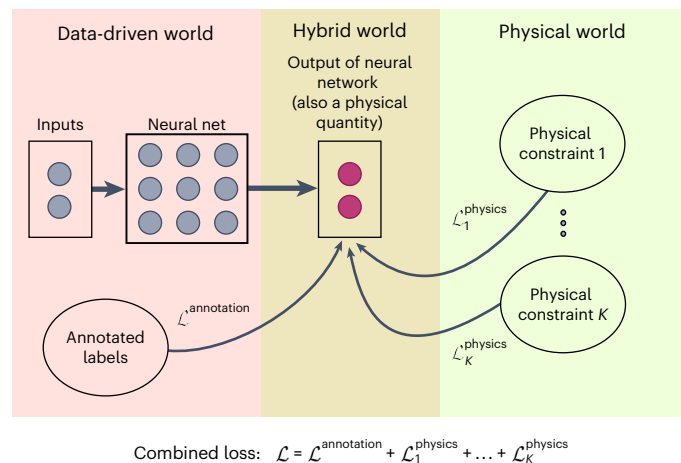 Data-driven world
Hybrid world
Physical world
Output of neural
network
(also a physical
quantity)
Inputs
Neural net
Physical
constraint 1
ℒ₁^physics
Physical
constraint K
ℒ^annotation
Annotated
labels
ℒ_K^physics
Combined loss: ℒ = ℒ^annotation + ℒ₁^physics + … + ℒ_K^physics